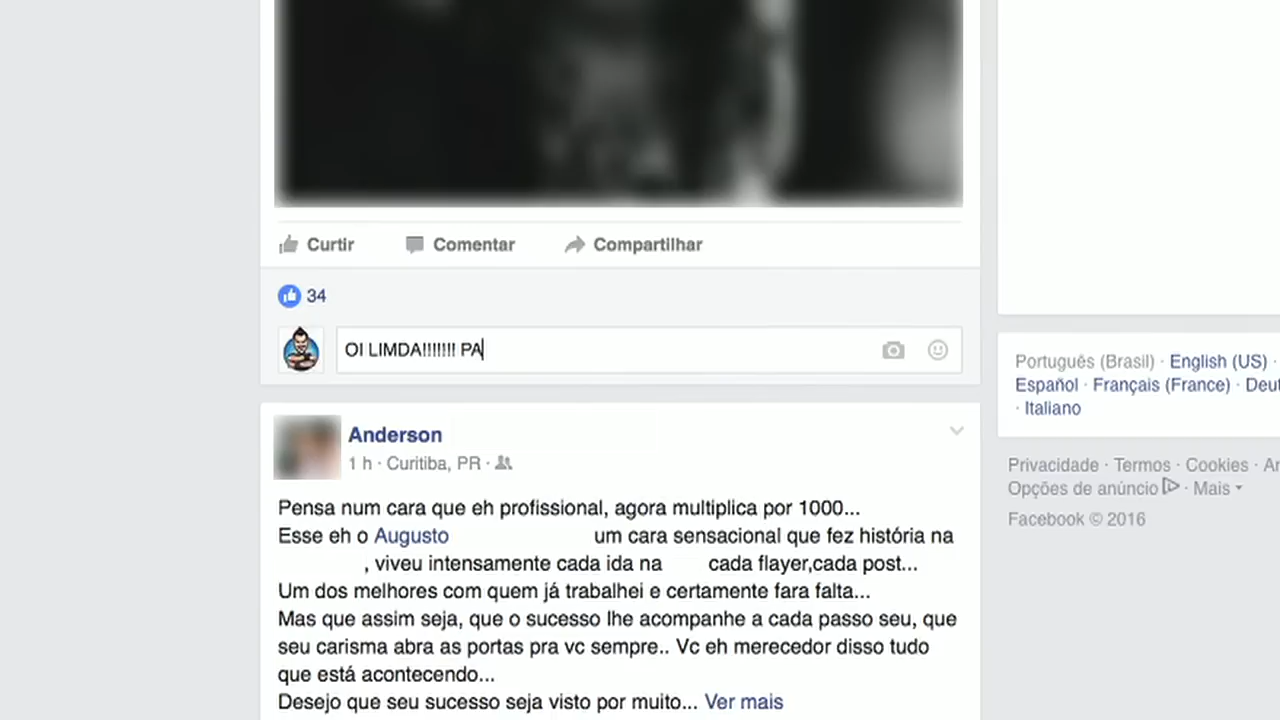 Curtir Comentar Compartilhar
34
OI LIMDA!!!!!!! PA
Anderson
1 h · Curitiba, PR ·
Pensa num cara que eh profissional, agora multiplica por 1000...
Esse eh o Augusto um cara sensacional que fez história na
, viveu intensamente cada ida na cada flayer,cada post...
Um dos melhores com quem já trabalhei e certamente fara falta...
Mas que assim seja, que o sucesso lhe acompanhe a cada passo seu, que
seu carisma abra as portas pra vc sempre.. Vc eh merecedor disso tudo
que está acontecendo...
Desejo que seu sucesso seja visto por muito... Ver mais
Português (Brasil) · English (US) ·
Español · Français (France) · Deut
· Italiano
Privacidade · Termos · Cookies · An
Opções de anúncio · Mais
Facebook © 2016